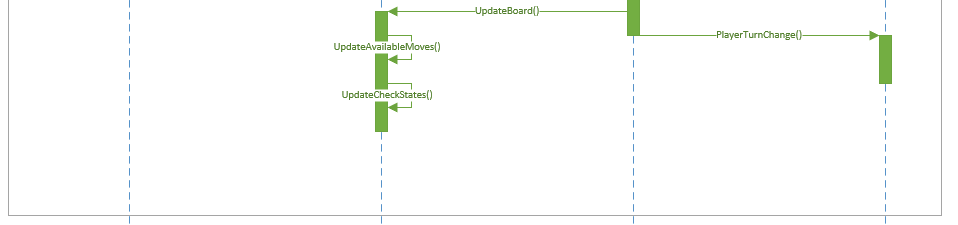 UpdateBoard()
PlayerTurnChange()
UpdateAvailableMoves()
UpdateCheckStates()